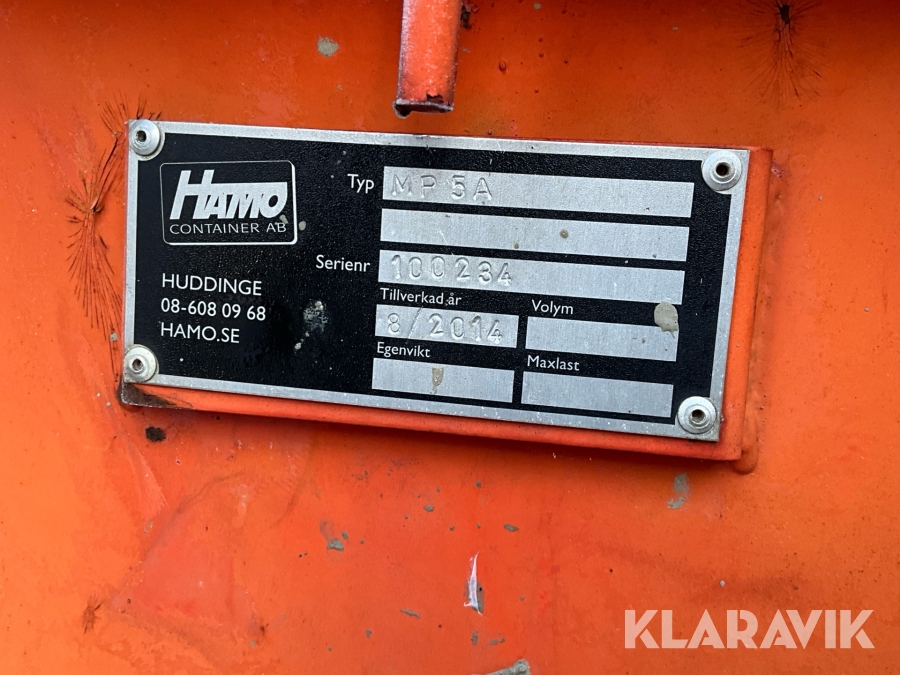 HAMO
CONTAINER AB
HUDDINGE
08-608 09 68
HAMO.SE
Typ MP 5A
Serienr 100234
Tillverkad år Volym
8/2014
Egenvikt Maxlast
KLARAVIK